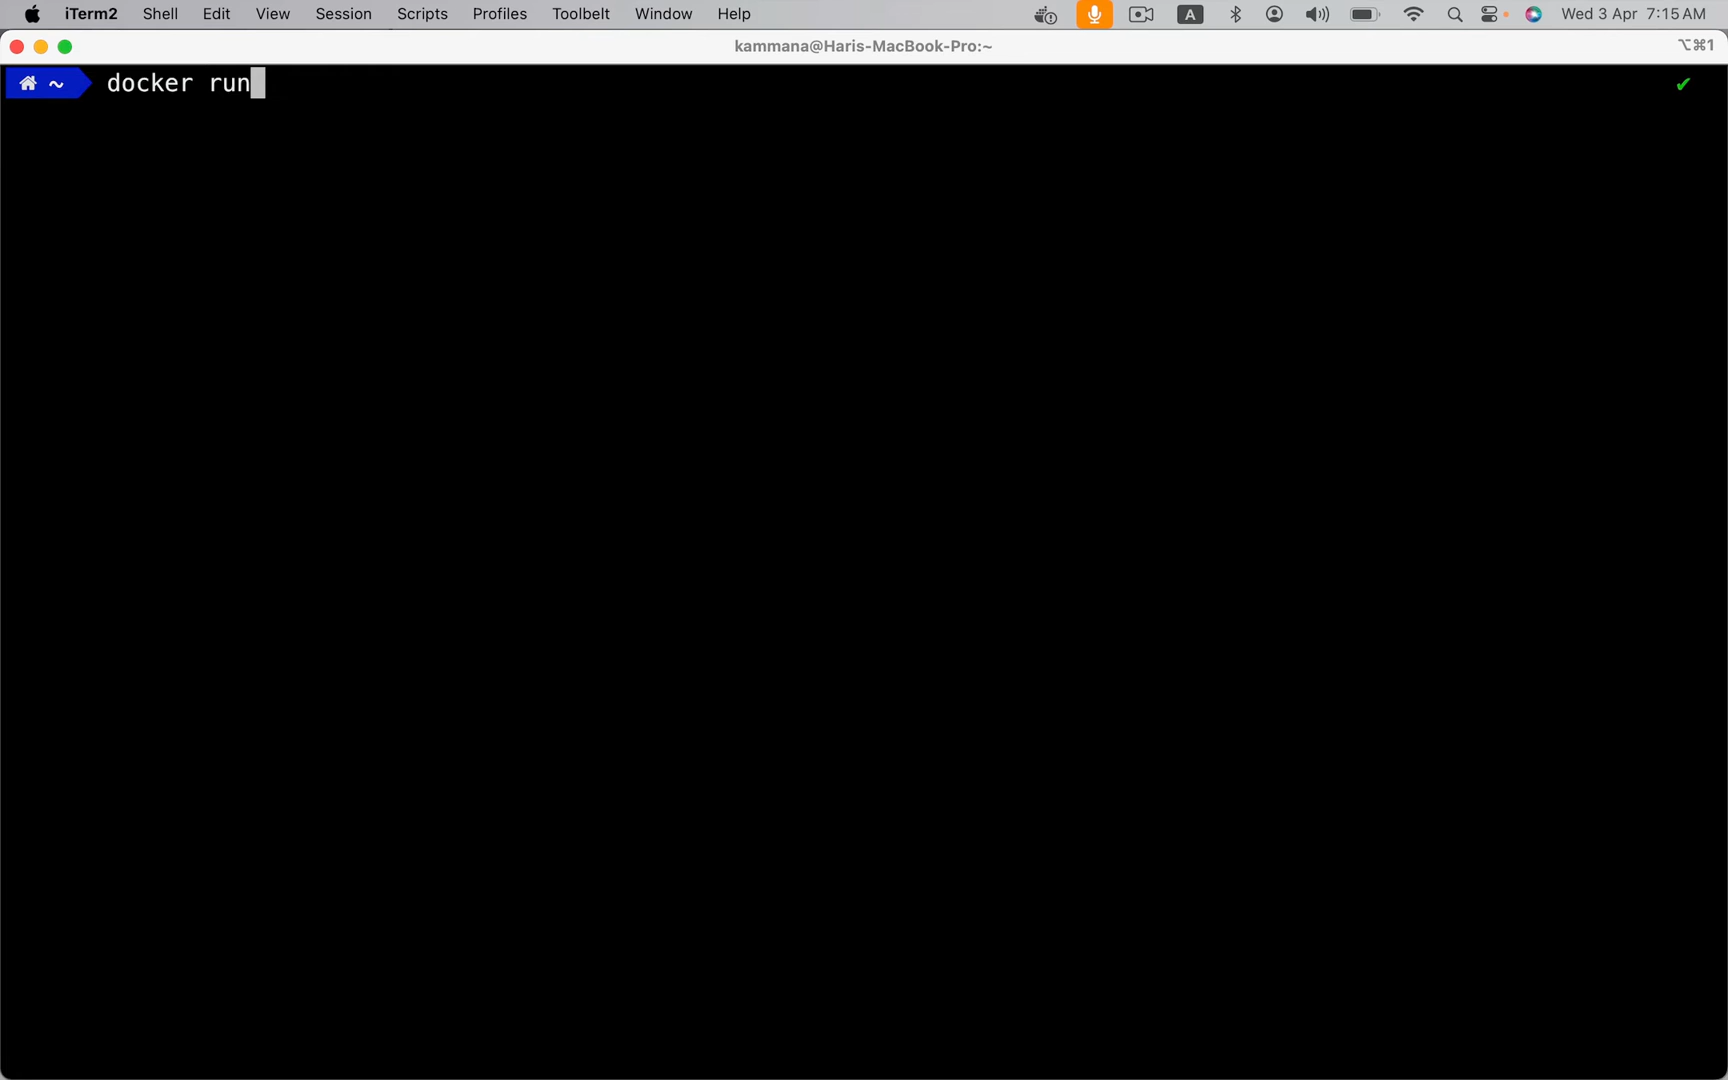 iTerm2 Shell Edit View Session Scripts Profiles Toolbelt Window Help A Wed 3 Apr 7:15 AM
kammana@Haris-MacBook-Pro:~ ⌥⌘1
~ docker run ✔